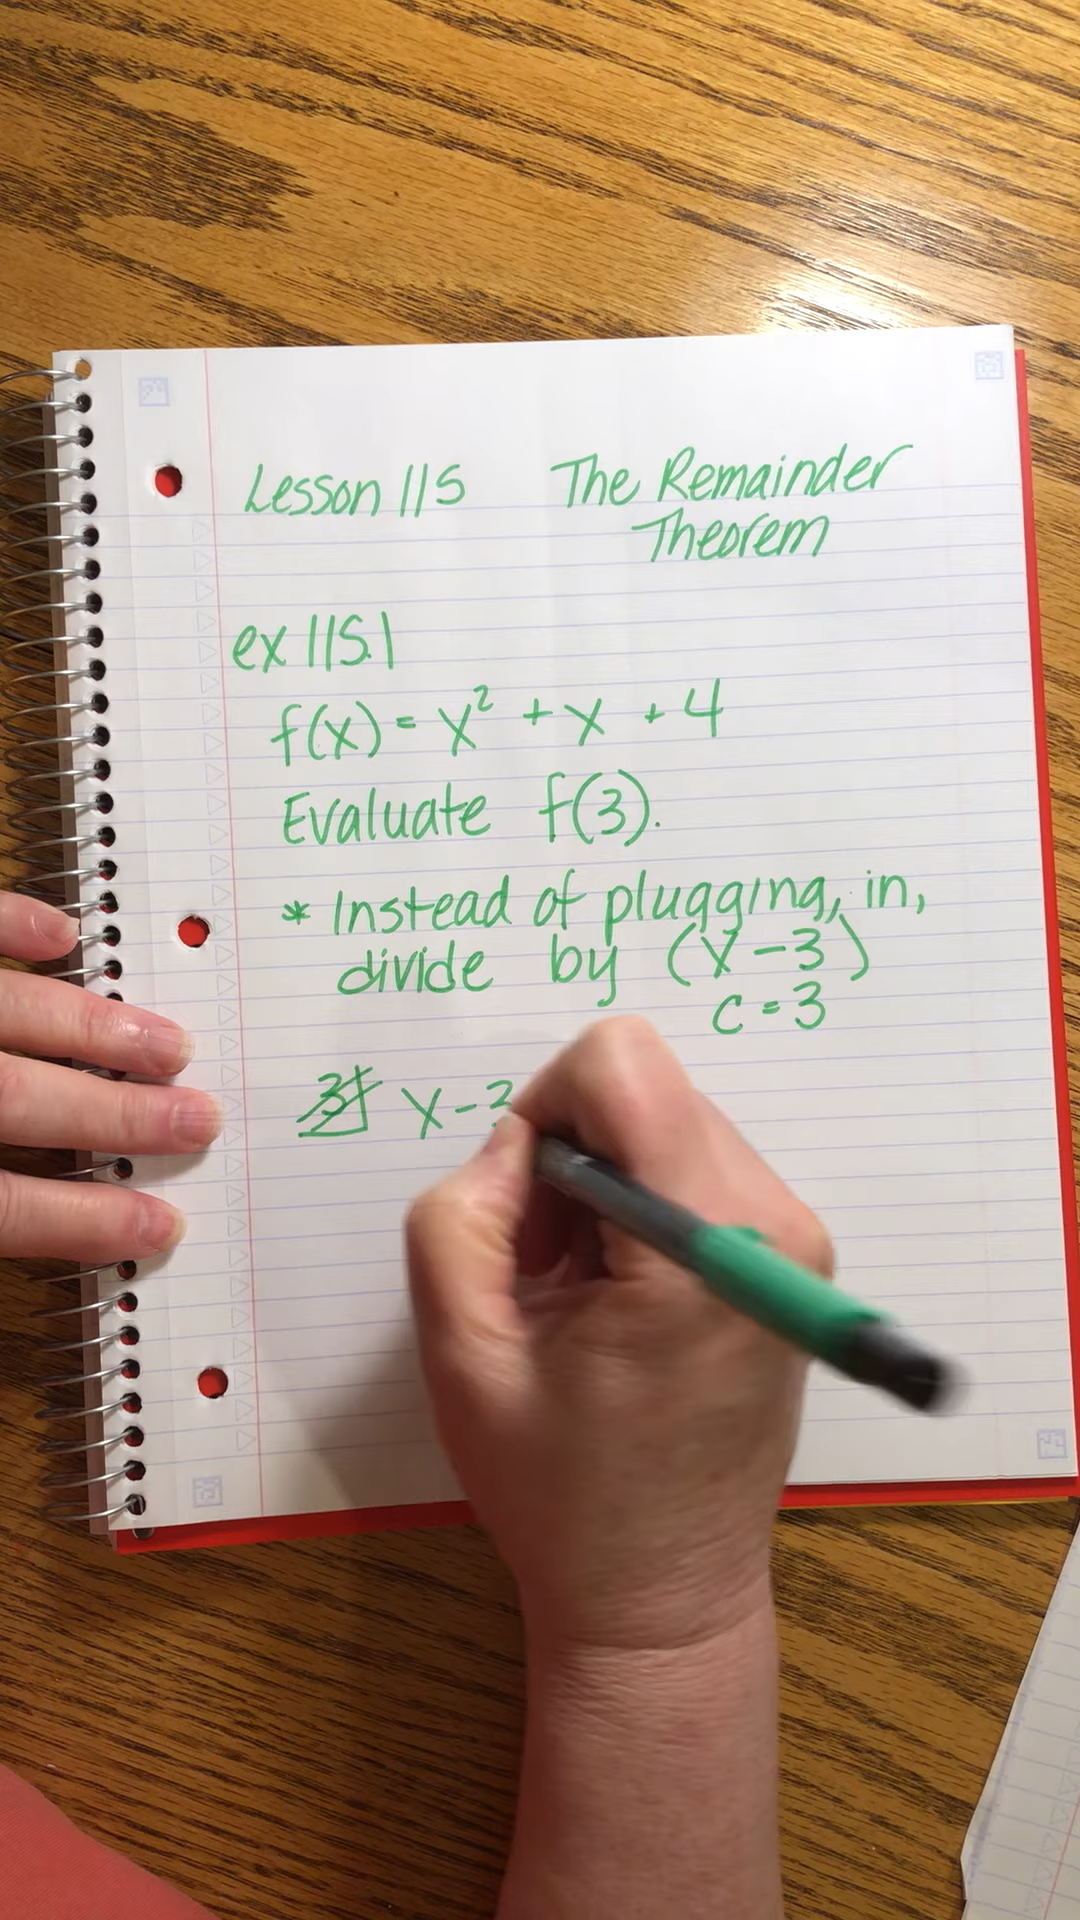 Lesson 115 The Remainder
Theorem
ex 115.1
f(x) = x² + x + 4
Evaluate f(3).
* Instead of plugging, in,
divide by (x - 3)
c = 3
x - 3